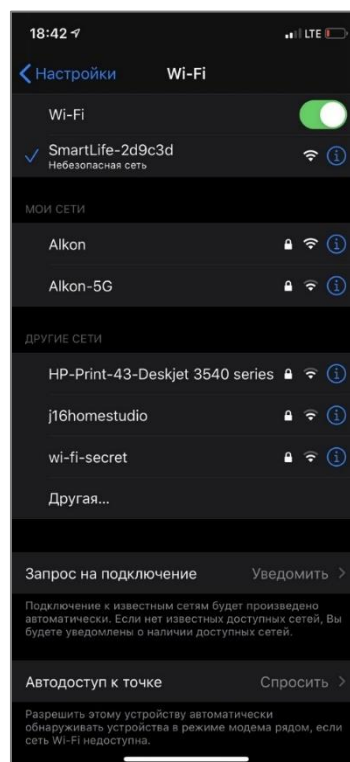 18:42
LTE
Настройки
Wi-Fi
Wi-Fi
SmartLife-2d9c3d
Небезопасная сеть
МОИ СЕТИ
Alkon
Alkon-5G
ДРУГИЕ СЕТИ
HP-Print-43-Deskjet 3540 series
j16homestudio
wi-fi-secret
Другая...
Запрос на подключение Уведомить
Подключение к известным сетям будет произведено
автоматически. Если нет известных доступных сетей, Вы
будете уведомлены о наличии доступных сетей.
Автодоступ к точке Спросить
Разрешить этому устройству автоматически
обнаруживать устройства в режиме модема рядом, если
сеть Wi-Fi недоступна.